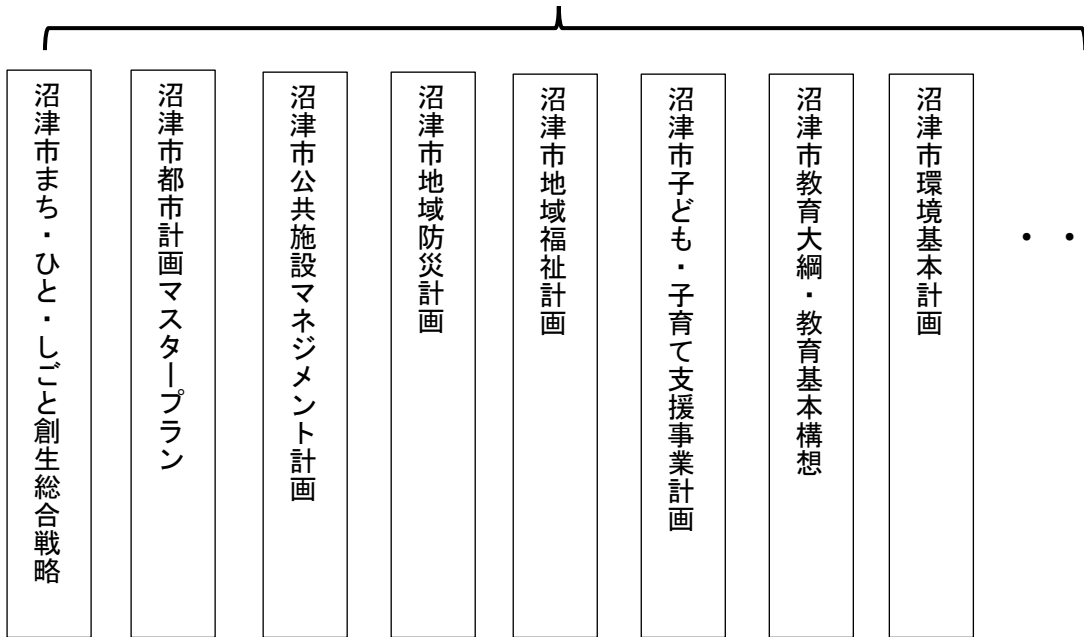 沼津市まち・ひと・しごと創生総合戦略
沼津市都市計画マスタープラン
沼津市公共施設マネジメント計画
沼津市地域防災計画
沼津市地域福祉計画
沼津市子ども・子育て支援事業計画
沼津市教育大綱・教育基本構想
沼津市環境基本計画
・・